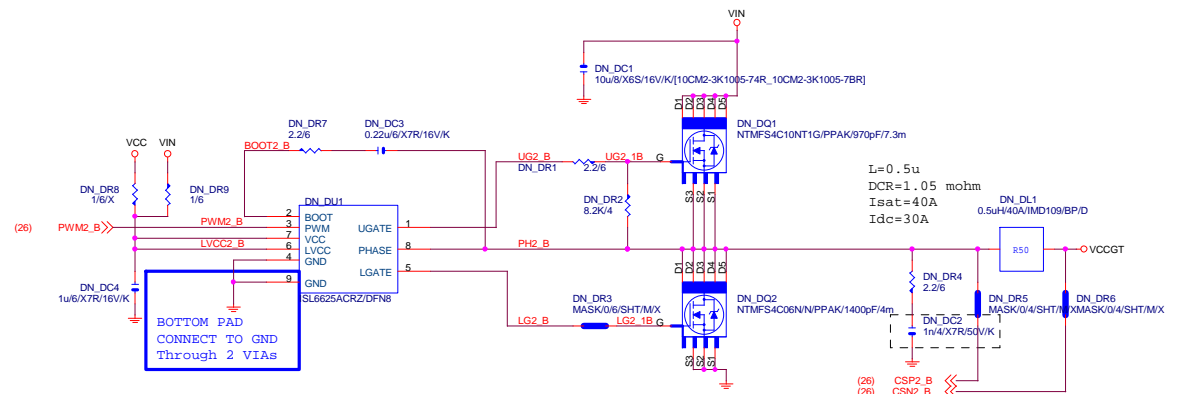 VIN
DN_DC1
10u/8/X6S/16V/K/[10CM2-3K1005-74R_10CM2-3K1005-7BR]
D1
D2
D3
D4
D5
DN_DQ1
NTMFS4C10NT1G/PPAK/970pF/7.3m
G
S3
S2
S1
DN_DR7
2.2/6
DN_DC3
0.22u/6/X7R/16V/K
BOOT2_B
VCC
VIN
UG2_B
DN_DR1
2.2/6
UG2_1B
DN_DR2
8.2K/4
L=0.5u
DCR=1.05 mohm
Isat=40A
Idc=30A
DN_DL1
0.5uH/40A/IMD109/BP/D
DN_DR8
1/6/X
DN_DR9
1/6
DN_DU1
(26)
PWM2_B
PWM2_B
LVCC2_B
2
3
7
6
4
9
BOOT
PWM
VCC
LVCC
GND
GND
UGATE
PHASE
LGATE
1
8
5
SL6625ACRZ/DFN8
PH2_B
R50
VCCGT
DN_DC4
1u/6/X7R/16V/K
BOTTOM PAD
CONNECT TO GND
Through 2 VIAs
LG2_B
DN_DR3
MASK/0/6/SHT/M/X
LG2_1B
G
D1
D2
D3
D4
D5
DN_DQ2
NTMFS4C06N/N/PPAK/1400pF/4m
S3
S2
S1
DN_DR4
2.2/6
DN_DC2
1n/4/X7R/50V/K
DN_DR5
DN_DR6
MASK/0/4/SHT/M/X
(26)
CSP2_B
(26)
CSN2_B